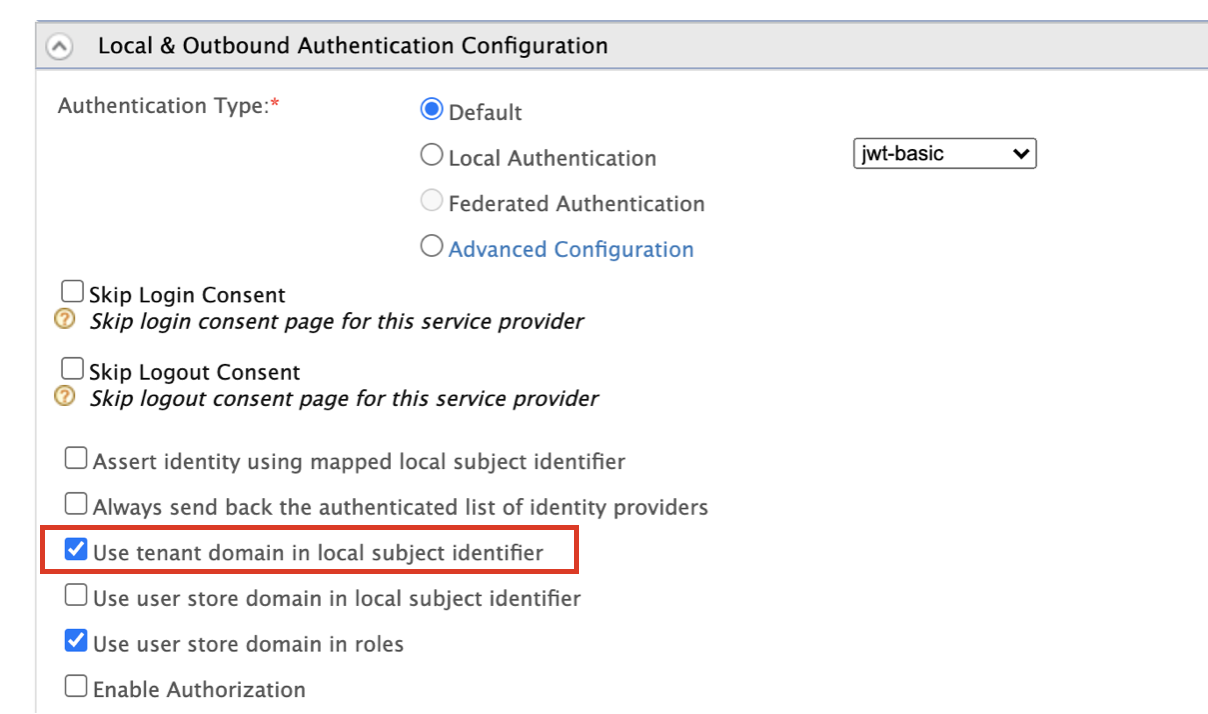 Local & Outbound Authentication Configuration
Authentication Type:*
Default
Local Authentication
jwt-basic
Federated Authentication
Advanced Configuration
Skip Login Consent
? Skip login consent page for this service provider
Skip Logout Consent
? Skip logout consent page for this service provider
Assert identity using mapped local subject identifier
Always send back the authenticated list of identity providers
Use tenant domain in local subject identifier
Use user store domain in local subject identifier
Use user store domain in roles
Enable Authorization